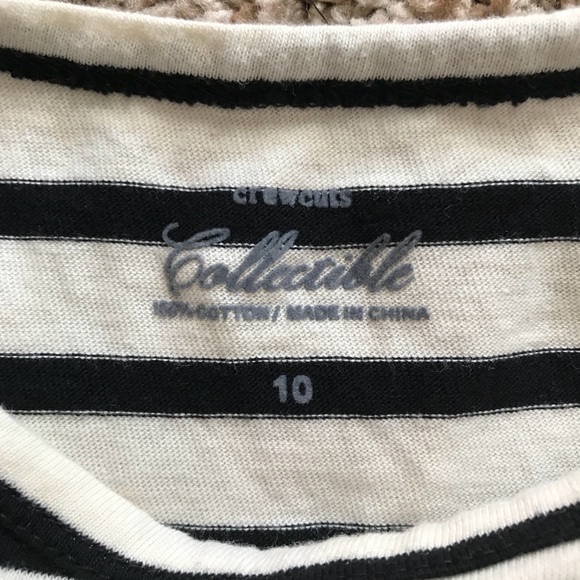 crewcuts
Collectible
100% COTTON / MADE IN CHINA
10